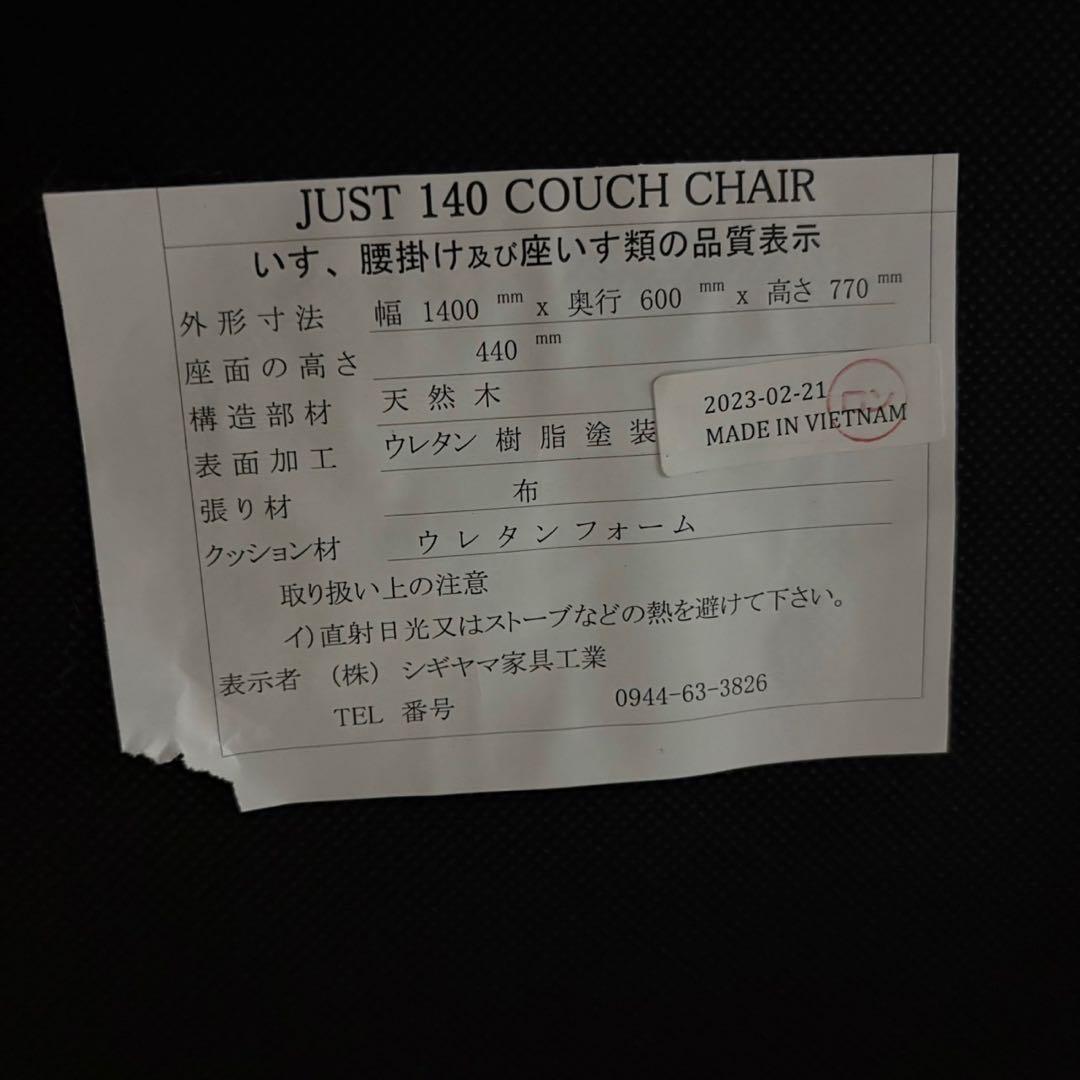 JUST 140 COUCH CHAIR
いす、腰掛け及び座いす類の品質表示
外形寸法 幅 1400 mm x 奥行 600 mm x 高さ 770 mm
座面の高さ 440 mm
構造部材 天然木
表面加工 ウレタン樹脂塗装
張り材 布
クッション材 ウレタンフォーム
2023-02-21
MADE IN VIETNAM
取り扱い上の注意
イ)直射日光又はストーブなどの熱を避けて下さい。
表示者 (株) シギヤマ家具工業
TEL 番号 0944-63-3826